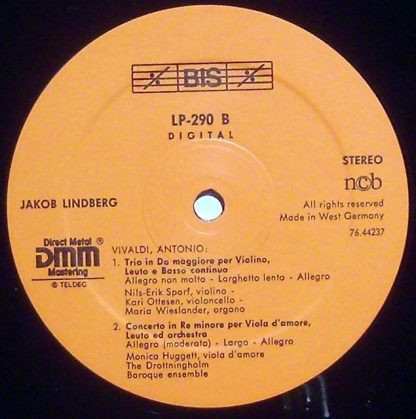 BIS
LP-290 B
DIGITAL
STEREO
n©b
JAKOB LINDBERG
All rights reserved
Made in West Germany
76.44237
Direct Metal ®
DMM
Mastering
© TELDEC
VIVALDI, ANTONIO:
1. Trio in Do maggiore per Violino,
Leuto e Basso continuo
Allegro non molto - Larghetto lento - Allegro
Nils-Erik Sparf, violino -
Kari Ottesen, violoncello -
Maria Wieslander, organo
2. Concerto in Re minore per Viola d'amore,
Leuto ed orchestra
Allegro (moderato) - Largo - Allegro
Monica Huggett, viola d'amore
The Drottningholm
Baroque ensemble